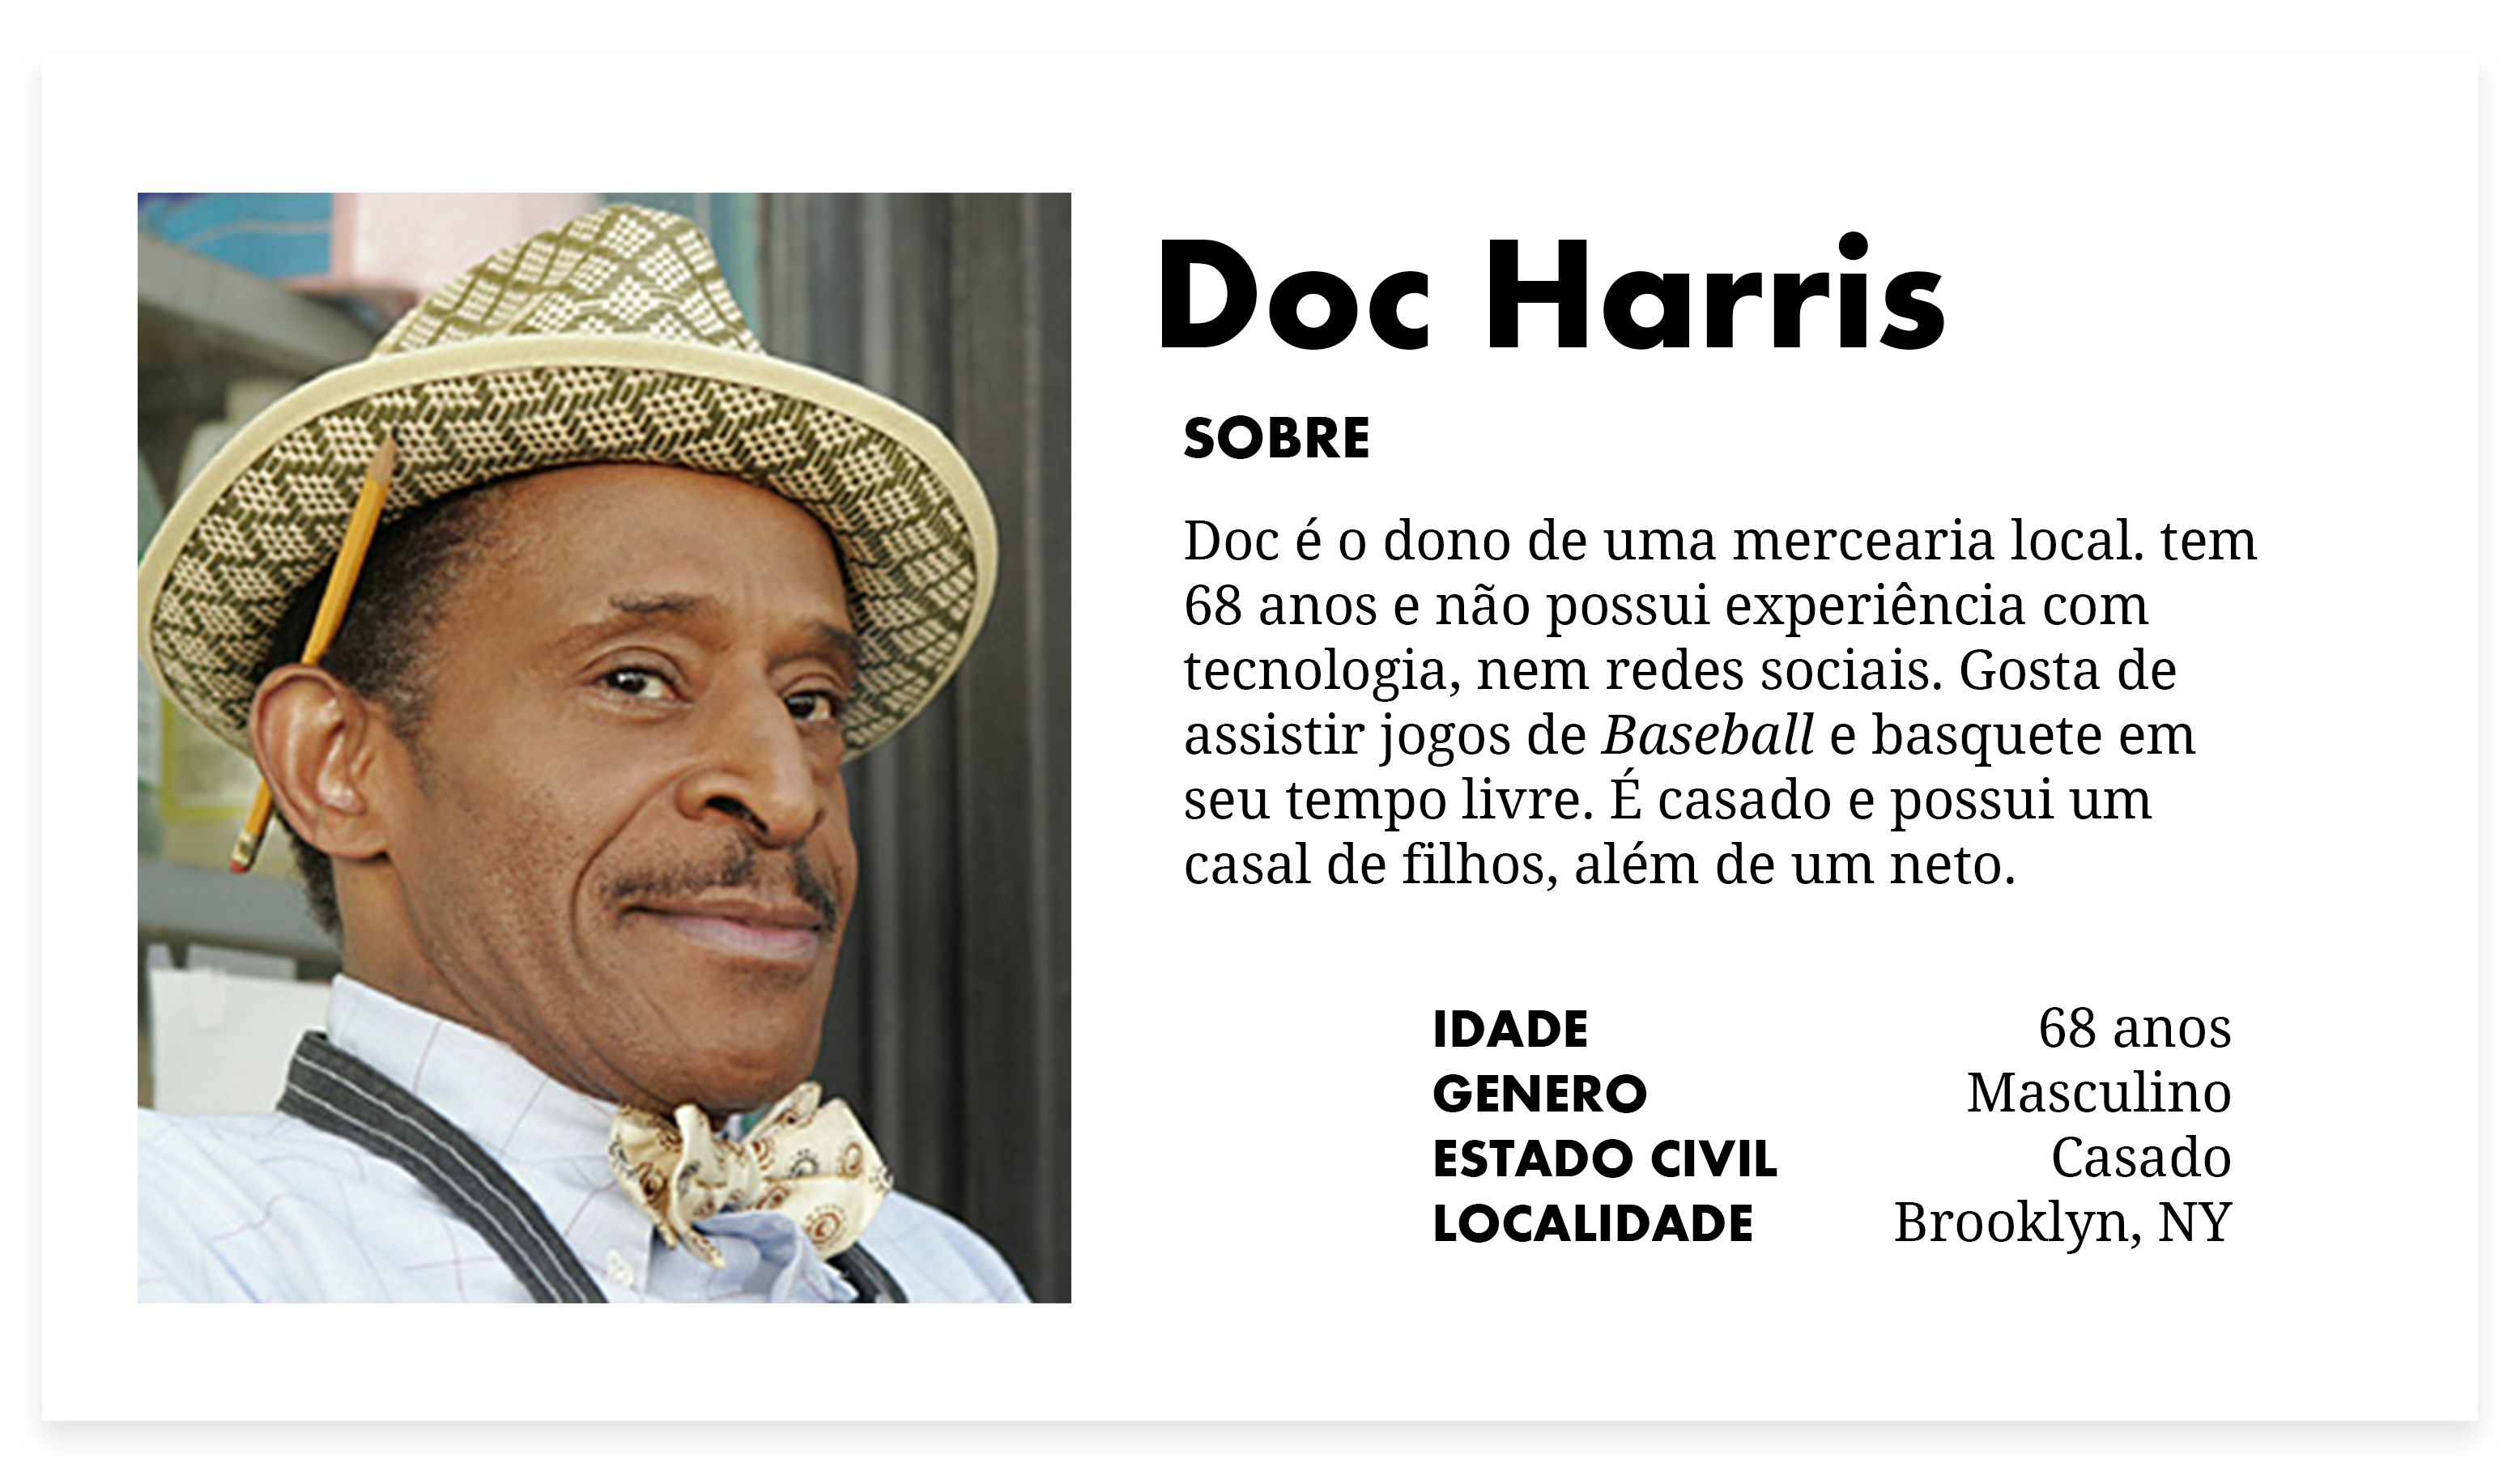 Doc Harris
SOBRE
Doc é o dono de uma mercearia local. tem
68 anos e não possui experiência com
tecnologia, nem redes sociais. Gosta de
assistir jogos de Baseball e basquete em
seu tempo livre. É casado e possui um
casal de filhos, além de um neto.
IDADE 68 anos
GENERO Masculino
ESTADO CIVIL Casado
LOCALIDADE Brooklyn, NY